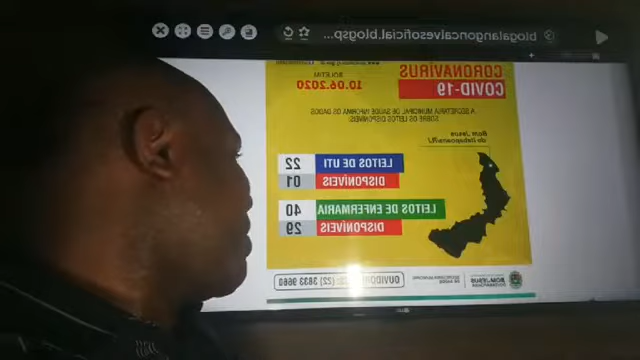 blogalangoncalvesoficial.blogsp...
CORONAVÍRUS
COVID-19
BOLETIM
10.06.2020
A SECRETARIA MUNICIPAL DE SAÚDE INFORMA OS DADOS
SOBRE OS LEITOS DISPONÍVEIS:
Bom Jesus
do Itabapoana/RJ
LEITOS DE UTI 22
DISPONÍVEIS 01
LEITOS DE ENFERMARIA 40
DISPONÍVEIS 29
BOM JESUS
(22) 3833 9660